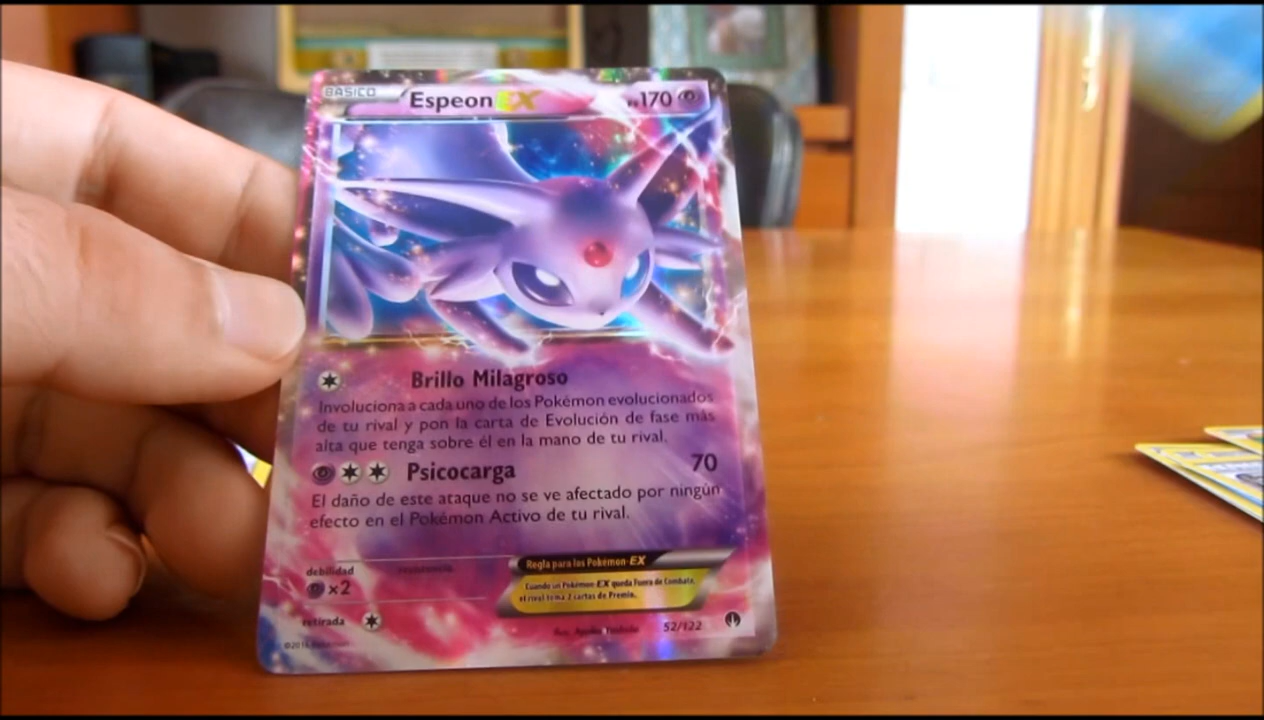 BÁSICO
Espeon EX
PS170
Brillo Milagroso
Involuciona a cada uno de los Pokémon evolucionados
de tu rival y pon la carta de Evolución de fase más
alta que tenga sobre él en la mano de tu rival.
Psicocarga 70
El daño de este ataque no se ve afectado por ningún
efecto en el Pokémon Activo de tu rival.
debilidad
resistencia
x2
Regla para los Pokémon-EX
Cuando un Pokémon-EX queda Fuera de Combate,
el rival toma 2 cartas de Premio.
retirada
52/122
©2016 Pokémon